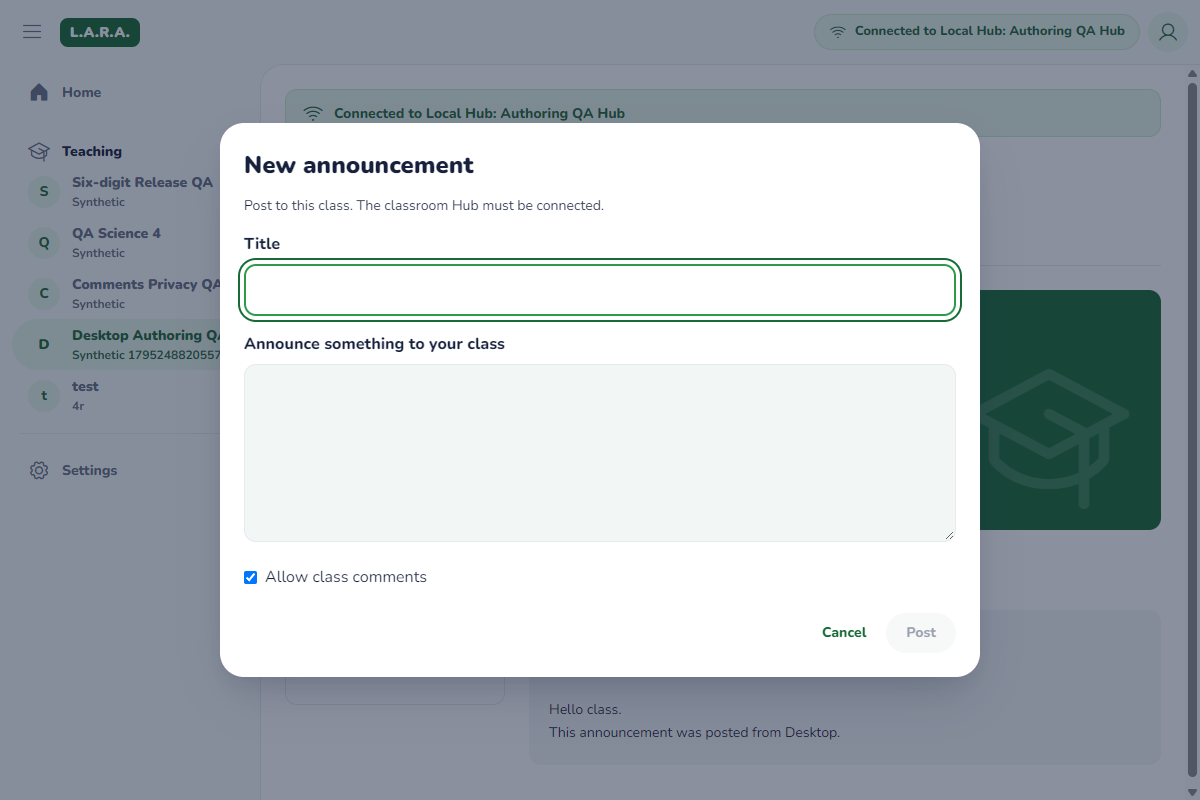 L.A.R.A.
Connected to Local Hub: Authoring QA Hub
Home
Teaching
S
Six-digit Release QA
Synthetic
Q
QA Science 4
Synthetic
C
Comments Privacy QA
Synthetic
D
Desktop Authoring QA
Synthetic 1795248820557
t
test
4r
Settings
Connected to Local Hub: Authoring QA Hub
New announcement
Post to this class. The classroom Hub must be connected.
Title
Announce something to your class
Allow class comments
Cancel
Post
Hello class.
This announcement was posted from Desktop.